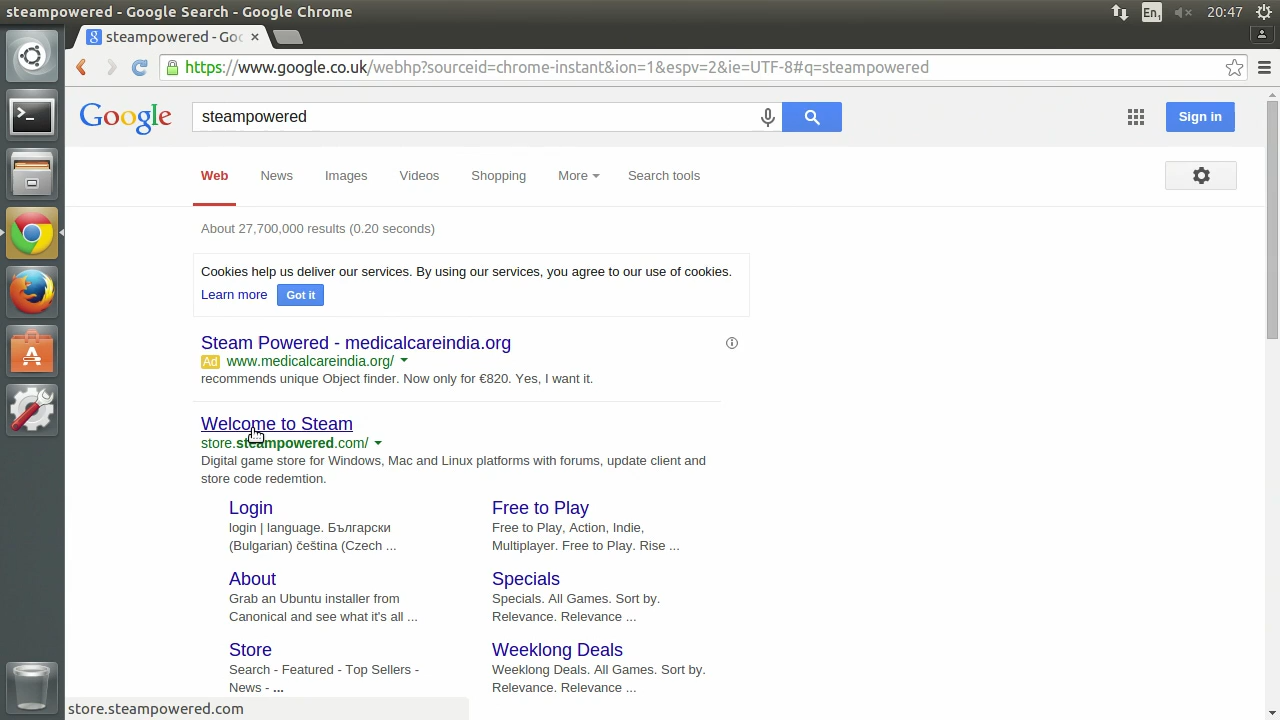 steampowered - Google Search - Google Chrome
En1 20:47
steampowered - Goo
https://www.google.co.uk/webhp?sourceid=chrome-instant&ion=1&espv=2&ie=UTF-8#q=steampowered
Google steampowered Sign in
Web News Images Videos Shopping More Search tools
About 27,700,000 results (0.20 seconds)
Cookies help us deliver our services. By using our services, you agree to our use of cookies.
Learn more Got it
Steam Powered - medicalcareindia.org
Ad www.medicalcareindia.org/
recommends unique Object finder. Now only for €820. Yes, I want it.
Welcome to Steam
store.steampowered.com/
Digital game store for Windows, Mac and Linux platforms with forums, update client and
store code redemtion.
Login
login | language. Български
(Bulgarian) čeština (Czech ...
Free to Play
Free to Play, Action, Indie,
Multiplayer. Free to Play. Rise ...
About
Grab an Ubuntu installer from
Canonical and see what it's all ...
Specials
Specials. All Games. Sort by.
Relevance. Relevance ...
Store
Search - Featured - Top Sellers -
News - ...
Weeklong Deals
Weeklong Deals. All Games. Sort by.
Relevance. Relevance ...
store.steampowered.com